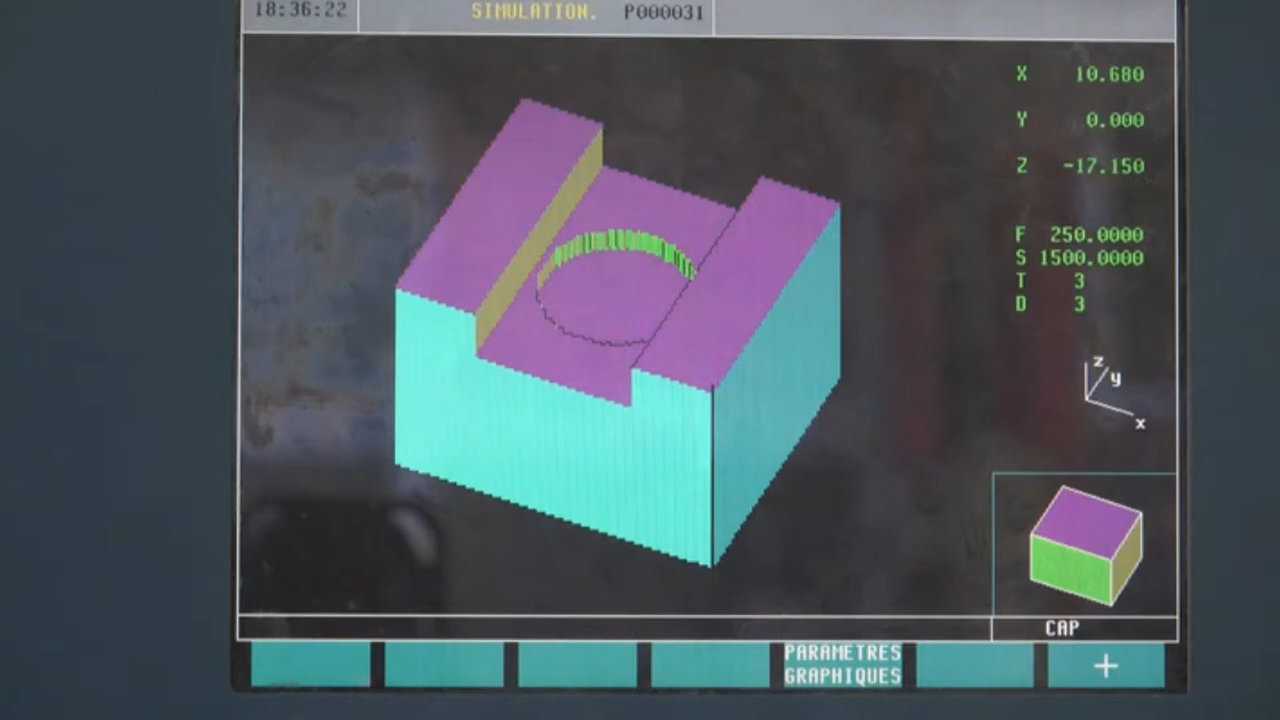 18:36:22 SIMULATION. P000031
X 10.680
Y 0.000
Z -17.150
F 250.0000
S 1500.0000
T 3
D 3
z
y
x
CAP
PARAMETRES
GRAPHIQUES
+